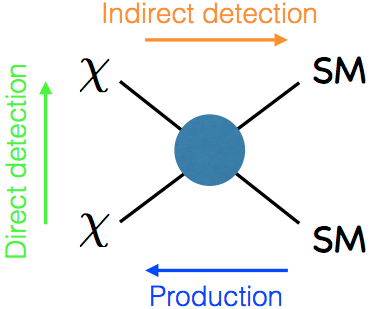 Indirect detection
χ
SM
Direct detection
χ
SM
Production